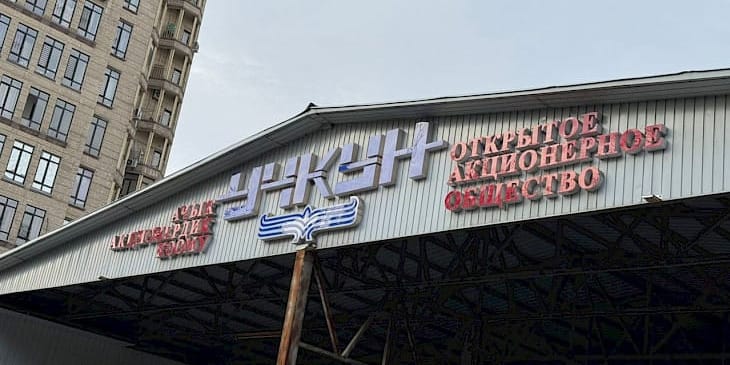 АЧЫК
АКЦИОНЕРДИК
КООМУ
УЧКУН
ОТКРЫТОЕ
АКЦИОНЕРНОЕ
ОБЩЕСТВО